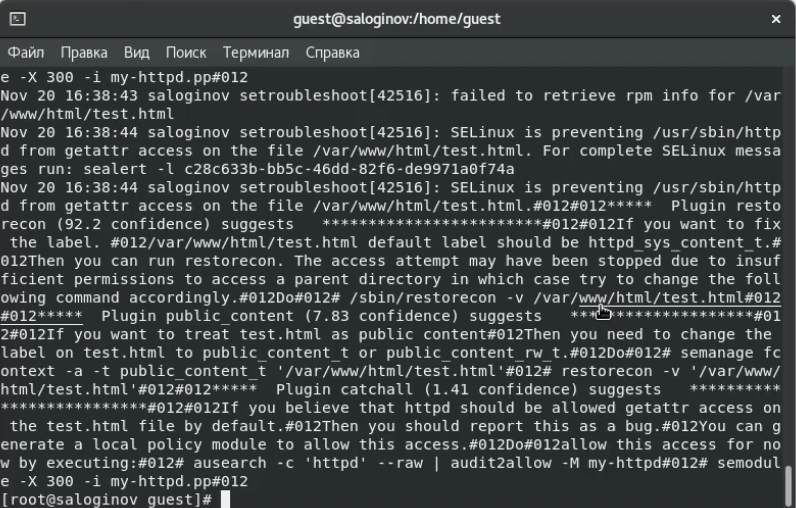 guest@saloginov:/home/guest
Файл Правка Вид Поиск Терминал Справка
e -X 300 -i my-httpd.pp#012
Nov 20 16:38:43 saloginov setroubleshoot[42516]: failed to retrieve rpm info for /var
/www/html/test.html
Nov 20 16:38:44 saloginov setroubleshoot[42516]: SELinux is preventing /usr/sbin/http
d from getattr access on the file /var/www/html/test.html. For complete SELinux messa
ges run: sealert -l c28c633b-bb5c-46dd-82f6-de9971a0f74a
Nov 20 16:38:44 saloginov setroubleshoot[42516]: SELinux is preventing /usr/sbin/http
d from getattr access on the file /var/www/html/test.html.#012#012***** Plugin resto
recon (92.2 confidence) suggests ************************#012#012If you want to fix
the label. #012/var/www/html/test.html default label should be httpd_sys_content_t.#
012Then you can run restorecon. The access attempt may have been stopped due to insuf
ficient permissions to access a parent directory in which case try to change the foll
owing command accordingly.#012Do#012# /sbin/restorecon -v /var/www/html/test.html#012
#012***** Plugin public_content (7.83 confidence) suggests ********************#01
2#012If you want to treat test.html as public content#012Then you need to change the
label on test.html to public_content_t or public_content_rw_t.#012Do#012# semanage fc
ontext -a -t public_content_t '/var/www/html/test.html'#012# restorecon -v '/var/www/
html/test.html'#012#012***** Plugin catchall (1.41 confidence) suggests **********
****************#012#012If you believe that httpd should be allowed getattr access on
the test.html file by default.#012Then you should report this as a bug.#012You can g
enerate a local policy module to allow this access.#012Do#012allow this access for no
w by executing:#012# ausearch -c 'httpd' --raw | audit2allow -M my-httpd#012# semodul
e -X 300 -i my-httpd.pp#012
[root@saloginov guest]#